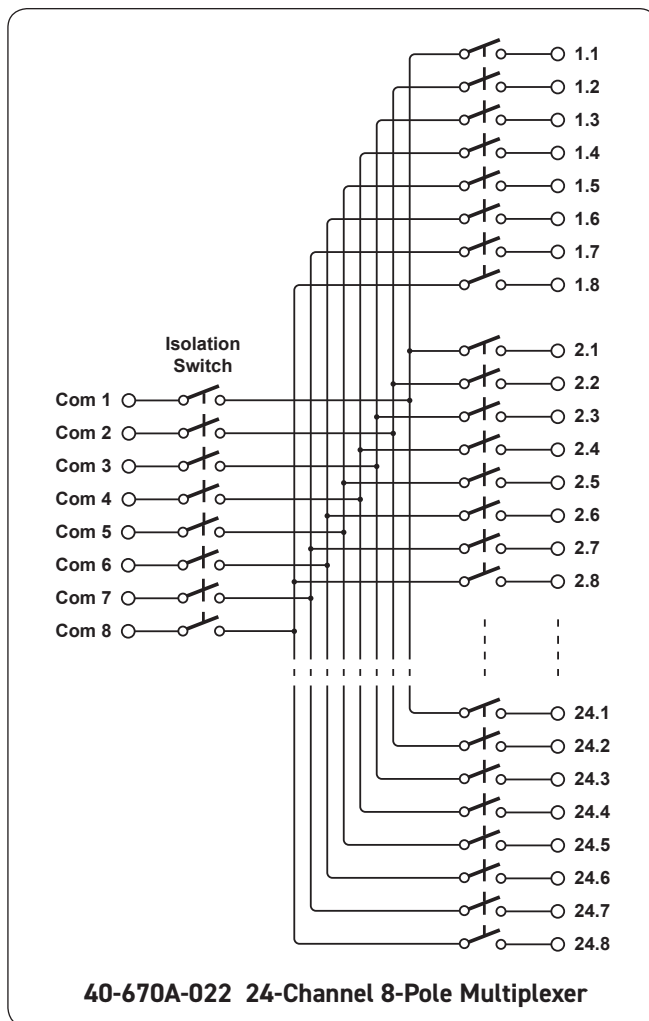 1.1
1.2
1.3
1.4
1.5
1.6
1.7
1.8
Isolation
Switch
Com 1
Com 2
Com 3
Com 4
Com 5
Com 6
Com 7
Com 8
2.1
2.2
2.3
2.4
2.5
2.6
2.7
2.8
24.1
24.2
24.3
24.4
24.5
24.6
24.7
24.8
40-670A-022 24-Channel 8-Pole Multiplexer